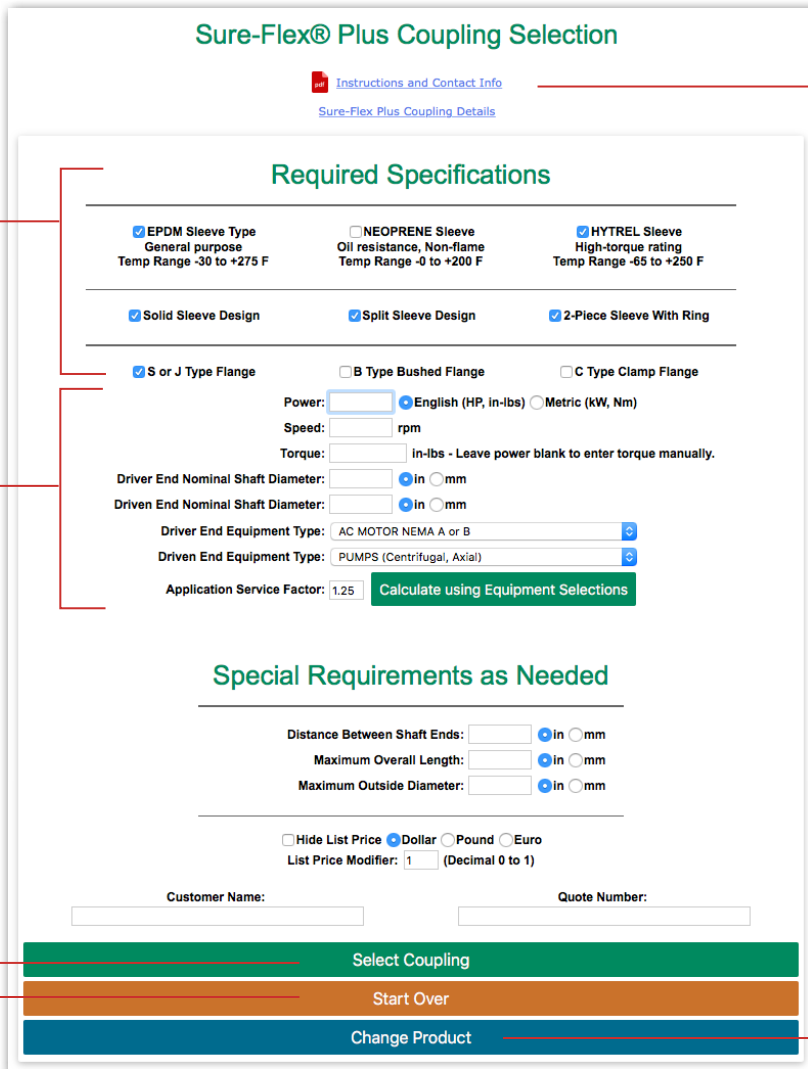 Sure-Flex® Plus Coupling Selection
pdf
Instructions and Contact Info
Sure-Flex Plus Coupling Details
Required Specifications
EPDM Sleeve Type
General purpose
Temp Range -30 to +275 F
NEOPRENE Sleeve
Oil resistance, Non-flame
Temp Range -0 to +200 F
HYTREL Sleeve
High-torque rating
Temp Range -65 to +250 F
Solid Sleeve Design
Split Sleeve Design
2-Piece Sleeve With Ring
S or J Type Flange
B Type Bushed Flange
C Type Clamp Flange
Power: English (HP, in-lbs) Metric (kW, Nm)
Speed: rpm
Torque: in-lbs - Leave power blank to enter torque manually.
Driver End Nominal Shaft Diameter: in mm
Driven End Nominal Shaft Diameter: in mm
Driver End Equipment Type: AC MOTOR NEMA A or B
Driven End Equipment Type: PUMPS (Centrifugal, Axial)
Application Service Factor: 1.25 Calculate using Equipment Selections
Special Requirements as Needed
Distance Between Shaft Ends: in mm
Maximum Overall Length: in mm
Maximum Outside Diameter: in mm
Hide List Price Dollar Pound Euro
List Price Modifier: 1 (Decimal 0 to 1)
Customer Name:
Quote Number:
Select Coupling
Start Over
Change Product